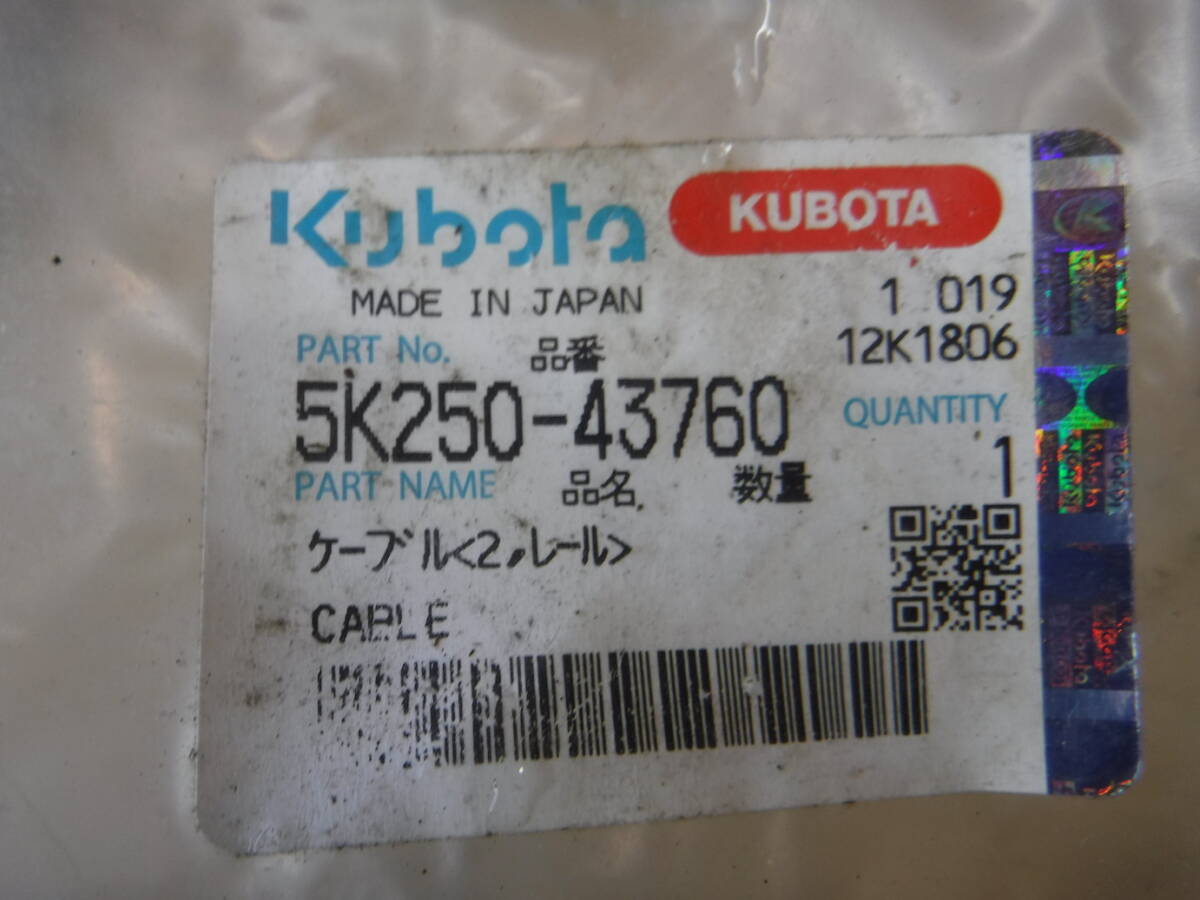 Kubota KUBOTA
MADE IN JAPAN 1 019
PART No. 品番 12K1806
5K250-43760 QUANTITY
PART NAME 品名 数量 1
ケーブル<2,レール>
CABLE